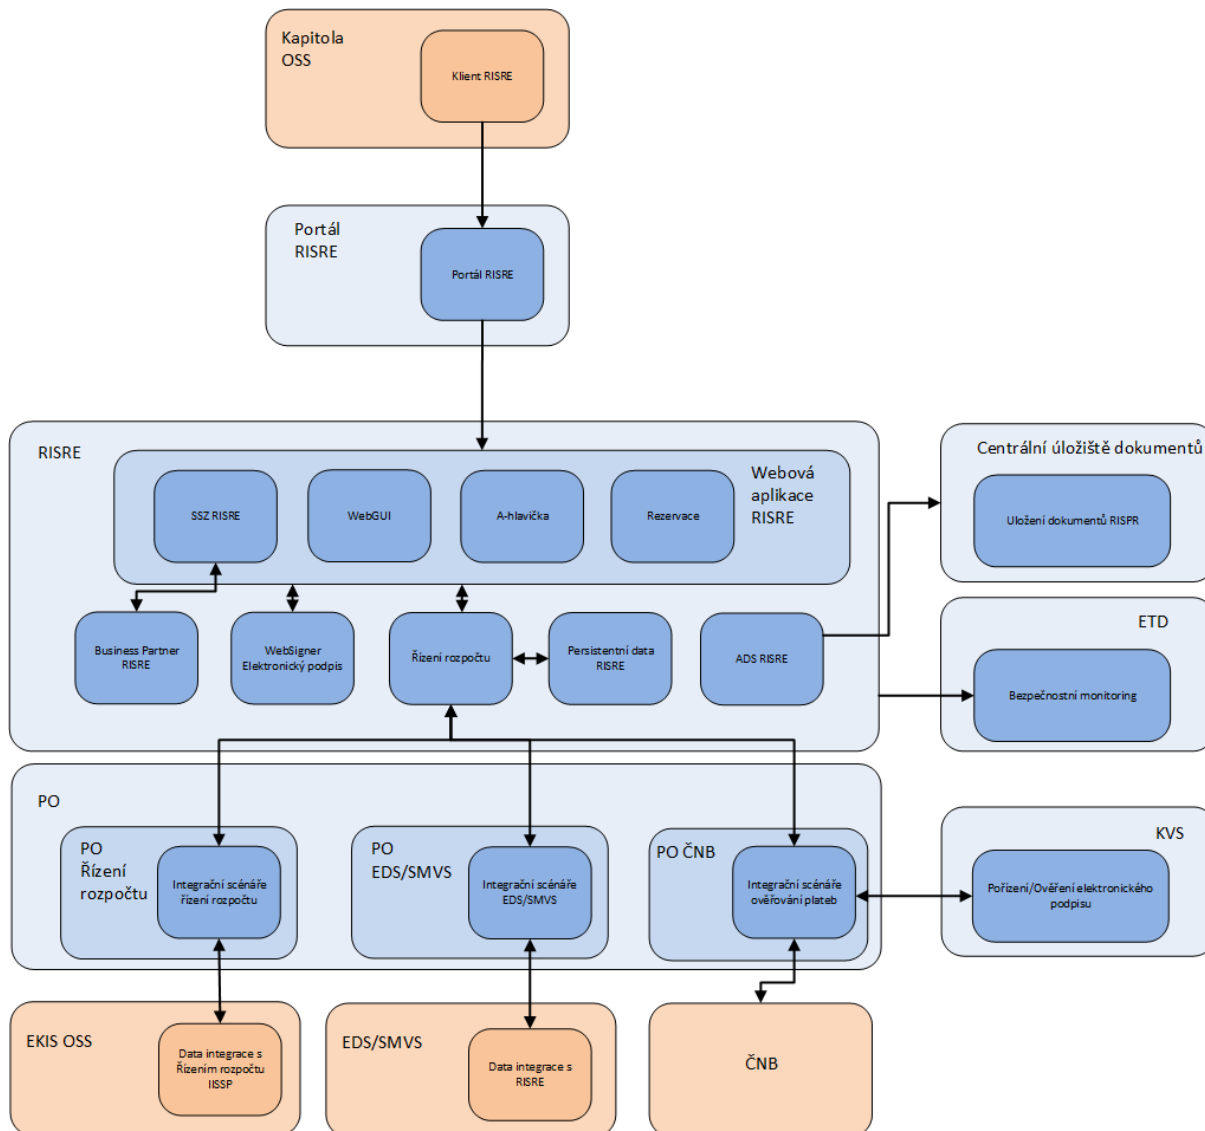 Kapitola
OSS
Klient RISRE
Portál
RISRE
Portál RISRE
RISRE
Webová
aplikace
RISRE
SSZ RISRE
WebGUI
A-hlavička
Rezervace
Business Partner
RISRE
WebSigner
Elektronický podpis
Řízení rozpočtu
Persistentní data
RISRE
ADS RISRE
Centrální úložiště dokumentů
Uložení dokumentů RISPR
ETD
Bezpečnostní monitoring
PO
PO
Řízení
rozpočtu
Integrační scénáře
řízení rozpočtu
PO
EDS/SMVS
Integrační scénáře
EDS/SMVS
PO ČNB
Integrační scénáře
ověřování plateb
KVS
Pořízení/Ověření elektronického
podpisu
EKIS OSS
Data integrace s
Řízením rozpočtu
IISSP
EDS/SMVS
Data integrace s
RISRE
ČNB